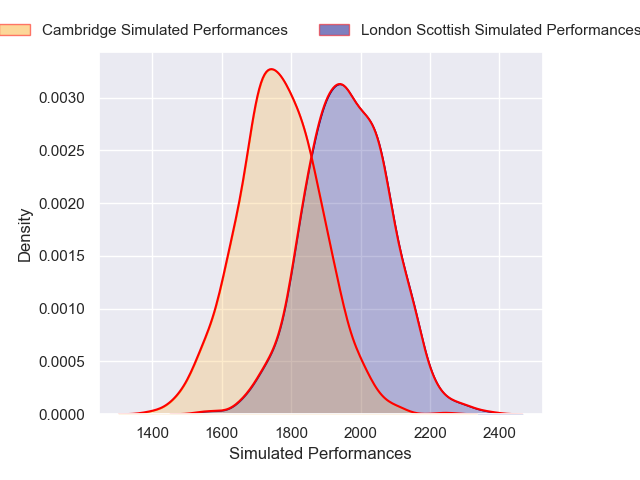 Cambridge Simulated Performances
London Scottish Simulated Performances
0.0030
0.0025
0.0020
0.0015
0.0010
0.0005
0.0000
Density
1400 1600 1800 2000 2200 2400
Simulated Performances